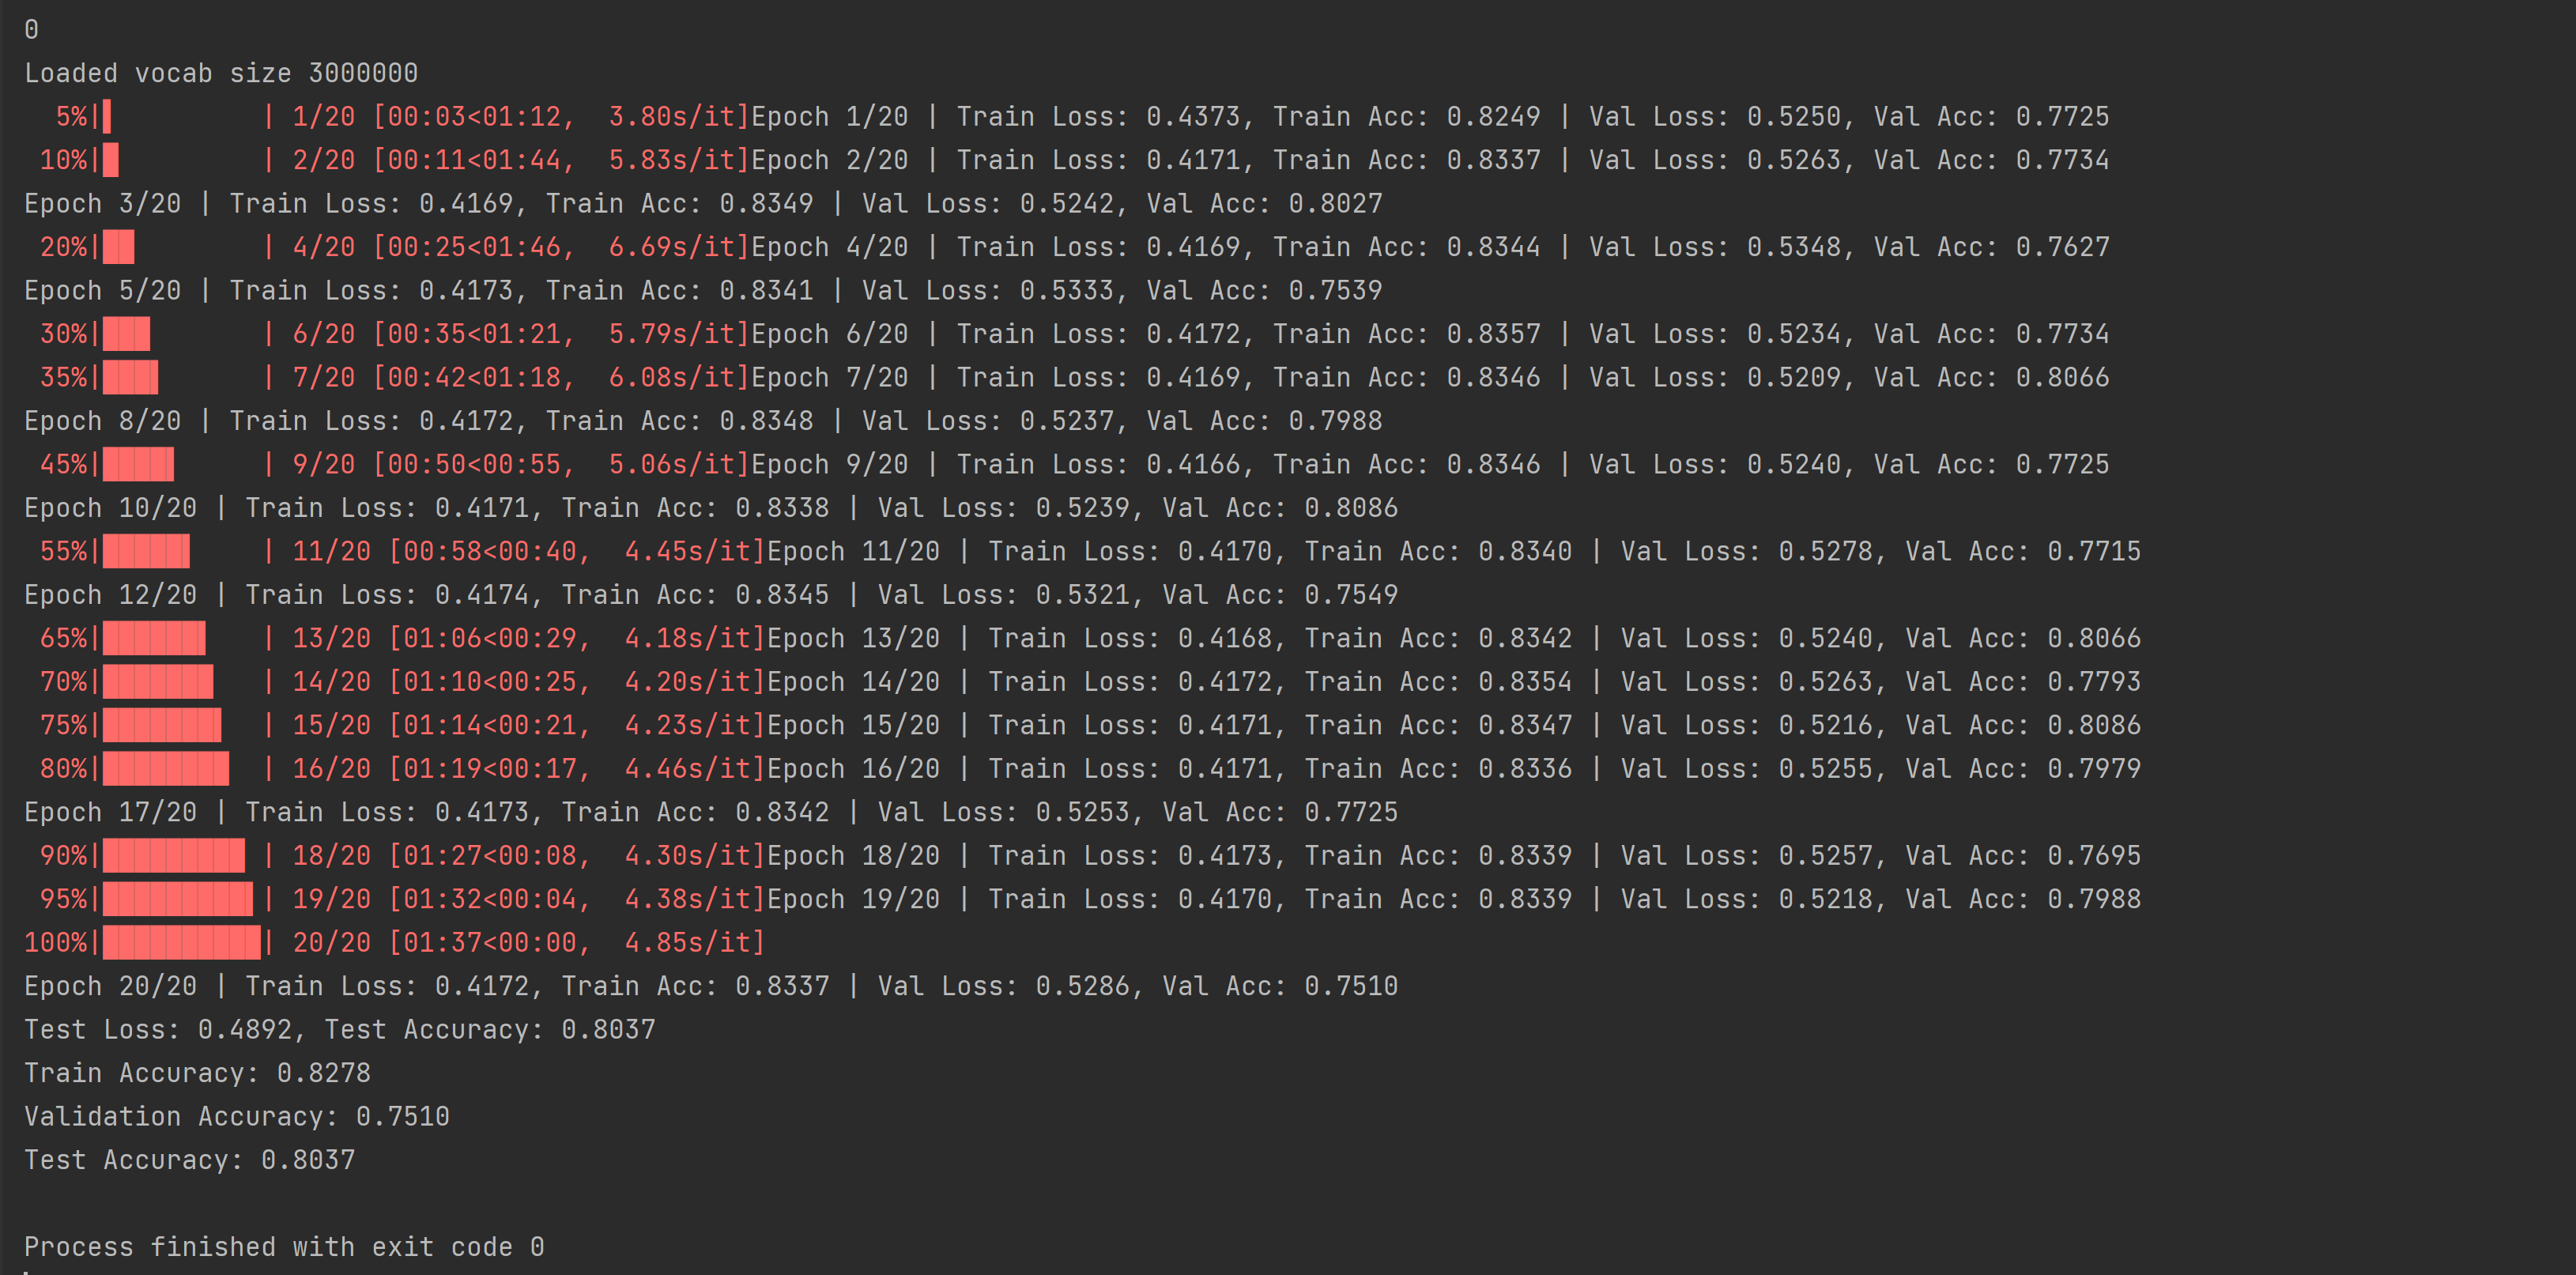 0
Loaded vocab size 3000000
5%|▌         | 1/20 [00:03<01:12,  3.80s/it]Epoch 1/20 | Train Loss: 0.4373, Train Acc: 0.8249 | Val Loss: 0.5250, Val Acc: 0.7725
10%|█         | 2/20 [00:11<01:44,  5.83s/it]Epoch 2/20 | Train Loss: 0.4171, Train Acc: 0.8337 | Val Loss: 0.5263, Val Acc: 0.7734
Epoch 3/20 | Train Loss: 0.4169, Train Acc: 0.8349 | Val Loss: 0.5242, Val Acc: 0.8027
20%|██        | 4/20 [00:25<01:46,  6.69s/it]Epoch 4/20 | Train Loss: 0.4169, Train Acc: 0.8344 | Val Loss: 0.5348, Val Acc: 0.7627
Epoch 5/20 | Train Loss: 0.4173, Train Acc: 0.8341 | Val Loss: 0.5333, Val Acc: 0.7539
30%|███       | 6/20 [00:35<01:21,  5.79s/it]Epoch 6/20 | Train Loss: 0.4172, Train Acc: 0.8357 | Val Loss: 0.5234, Val Acc: 0.7734
35%|███▌      | 7/20 [00:42<01:18,  6.08s/it]Epoch 7/20 | Train Loss: 0.4169, Train Acc: 0.8346 | Val Loss: 0.5209, Val Acc: 0.8066
Epoch 8/20 | Train Loss: 0.4172, Train Acc: 0.8348 | Val Loss: 0.5237, Val Acc: 0.7988
45%|████▌     | 9/20 [00:50<00:55,  5.06s/it]Epoch 9/20 | Train Loss: 0.4166, Train Acc: 0.8346 | Val Loss: 0.5240, Val Acc: 0.7725
Epoch 10/20 | Train Loss: 0.4171, Train Acc: 0.8338 | Val Loss: 0.5239, Val Acc: 0.8086
55%|█████▌    | 11/20 [00:58<00:40,  4.45s/it]Epoch 11/20 | Train Loss: 0.4170, Train Acc: 0.8340 | Val Loss: 0.5278, Val Acc: 0.7715
Epoch 12/20 | Train Loss: 0.4174, Train Acc: 0.8345 | Val Loss: 0.5321, Val Acc: 0.7549
65%|██████▌   | 13/20 [01:06<00:29,  4.18s/it]Epoch 13/20 | Train Loss: 0.4168, Train Acc: 0.8342 | Val Loss: 0.5240, Val Acc: 0.8066
70%|███████   | 14/20 [01:10<00:25,  4.20s/it]Epoch 14/20 | Train Loss: 0.4172, Train Acc: 0.8354 | Val Loss: 0.5263, Val Acc: 0.7793
75%|███████▌  | 15/20 [01:14<00:21,  4.23s/it]Epoch 15/20 | Train Loss: 0.4171, Train Acc: 0.8347 | Val Loss: 0.5216, Val Acc: 0.8086
80%|████████  | 16/20 [01:19<00:17,  4.46s/it]Epoch 16/20 | Train Loss: 0.4171, Train Acc: 0.8336 | Val Loss: 0.5255, Val Acc: 0.7979
Epoch 17/20 | Train Loss: 0.4173, Train Acc: 0.8342 | Val Loss: 0.5253, Val Acc: 0.7725
90%|█████████ | 18/20 [01:27<00:08,  4.30s/it]Epoch 18/20 | Train Loss: 0.4173, Train Acc: 0.8339 | Val Loss: 0.5257, Val Acc: 0.7695
95%|█████████▌| 19/20 [01:32<00:04,  4.38s/it]Epoch 19/20 | Train Loss: 0.4170, Train Acc: 0.8339 | Val Loss: 0.5218, Val Acc: 0.7988
100%|██████████| 20/20 [01:37<00:00,  4.85s/it]
Epoch 20/20 | Train Loss: 0.4172, Train Acc: 0.8337 | Val Loss: 0.5286, Val Acc: 0.7510
Test Loss: 0.4892, Test Accuracy: 0.8037
Train Accuracy: 0.8278
Validation Accuracy: 0.7510
Test Accuracy: 0.8037
Process finished with exit code 0